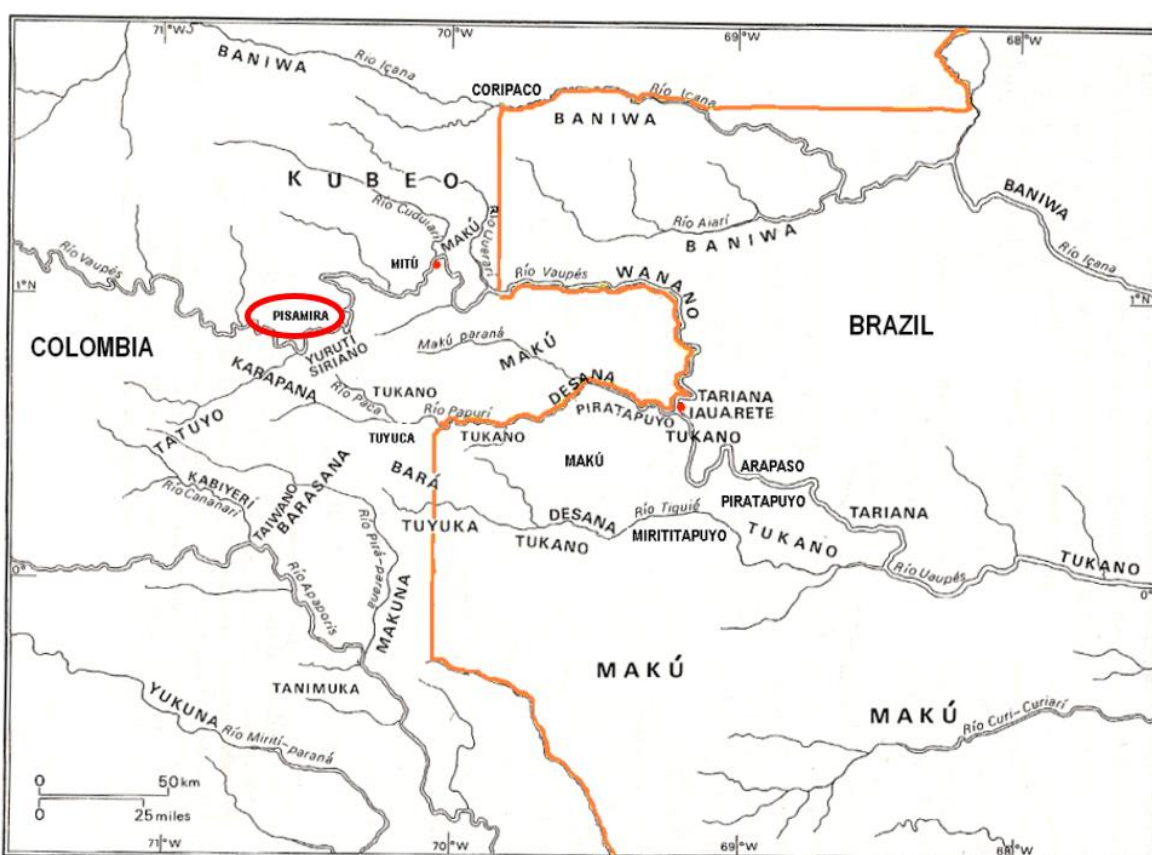 71°W
70°W
69°W
68°W
BANIWA
Río Içana
CORIPACO
Río Içana
BANIWA
KUBEO
Río Cuduiarí
MAKÚ
Río Querarí
MITÚ
Río Aiarí
BANIWA
BANIWA
Río Içana
Río Vaupés
1°N
Río Vaupés
WANANO
1°N
PISAMIRA
COLOMBIA
BRAZIL
YURUTÍ
SIRIANO
Makú paraná
MAKÚ
KARAPANA
Río Paca
TUKANO
DESANA
TARIANA
IAUARETE
Río Papurí
PIRATAPUYO
TATUYO
TUYUCA
TUKANO
TUKANO
BARÁ
MAKÚ
ARAPASO
KABIYERÍ
Río Cananarí
TAIWANO
BARASANA
PIRATAPUYO
TUYUKA
DESANA
Río Tiquié
TARIANA
TUKANO
MIRITITAPUYO
TUKANO
Río Pirá-paraná
TUKANO
0°
Río Uaupés
0°
Río Apaporis
MAKUNA
MAKÚ
TANIMUKA
YUKUNA
Río Mirití-paraná
MAKÚ
Río Curi-Curiarí
0
50 km
0
25 miles
71°W
70°W
69°W
68°W